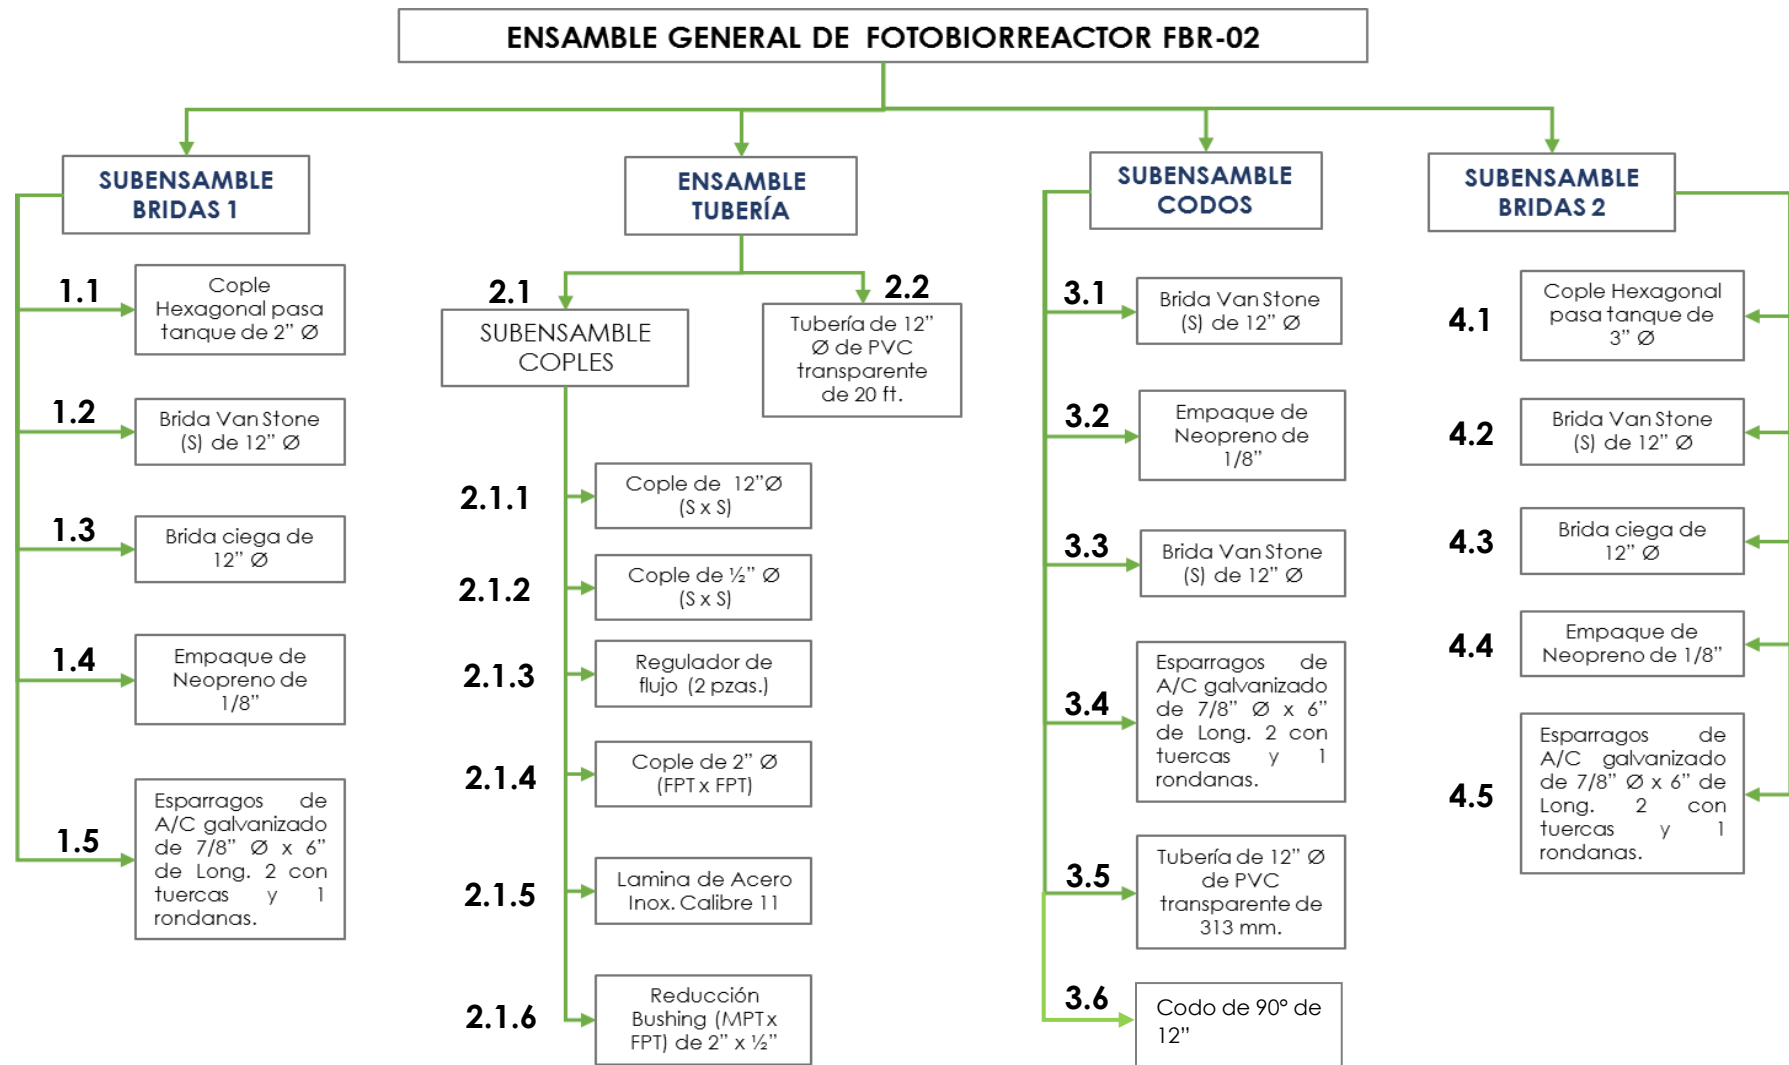 ENSAMBLE GENERAL DE FOTOBIORREACTOR FBR-02
SUBENSAMBLE
BRIDAS 1
1.1
Cople
Hexagonal pasa
tanque de 2” Ø
1.2
Brida Van Stone
(S) de 12” Ø
1.3
Brida ciega de
12” Ø
1.4
Empaque de
Neopreno de
1/8”
1.5
Esparragos de
A/C galvanizado
de 7/8” Ø x 6”
de Long. 2 con
tuercas y 1
rondanas.
ENSAMBLE
TUBERÍA
2.1
SUBENSAMBLE
COPLES
2.2
Tubería de 12”
Ø de PVC
transparente
de 20 ft.
2.1.1
Cople de 12”Ø
(S x S)
2.1.2
Cople de ½” Ø
(S x S)
2.1.3
Regulador de
flujo (2 pzas.)
2.1.4
Cople de 2” Ø
(FPT x FPT)
2.1.5
Lamina de Acero
Inox. Calibre 11
2.1.6
Reducción
Bushing (MPT x
FPT) de 2” x ½”
SUBENSAMBLE
CODOS
3.1
Brida Van Stone
(S) de 12” Ø
3.2
Empaque de
Neopreno de
1/8”
3.3
Brida Van Stone
(S) de 12” Ø
3.4
Esparragos de
A/C galvanizado
de 7/8” Ø x 6”
de Long. 2 con
tuercas y 1
rondanas.
3.5
Tubería de 12” Ø
de PVC
transparente de
313 mm.
3.6
Codo de 90° de
12”
SUBENSAMBLE
BRIDAS 2
4.1
Cople Hexagonal
pasa tanque de
3” Ø
4.2
Brida Van Stone
(S) de 12” Ø
4.3
Brida ciega de
12” Ø
4.4
Empaque de
Neopreno de 1/8”
4.5
Esparragos de
A/C galvanizado
de 7/8” Ø x 6” de
Long. 2 con
tuercas y 1
rondanas.